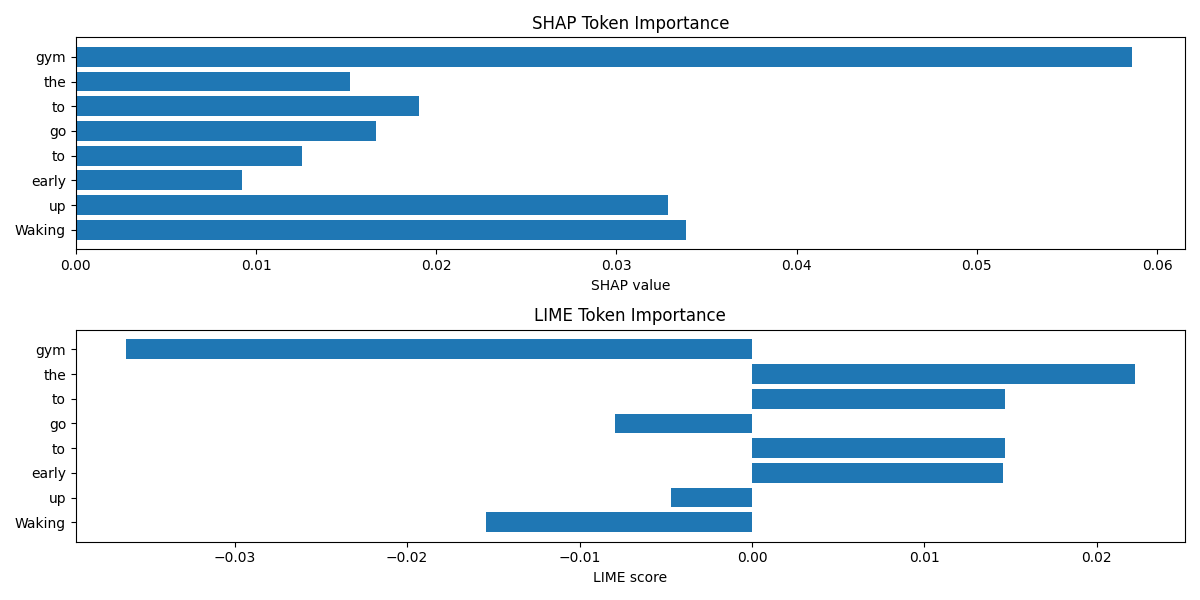 SHAP Token Importance
gym
the
to
go
to
early
up
Waking
0.00 0.01 0.02 0.03 0.04 0.05 0.06
SHAP value
LIME Token Importance
gym
the
to
go
to
early
up
Waking
−0.03 −0.02 −0.01 0.00 0.01 0.02
LIME score